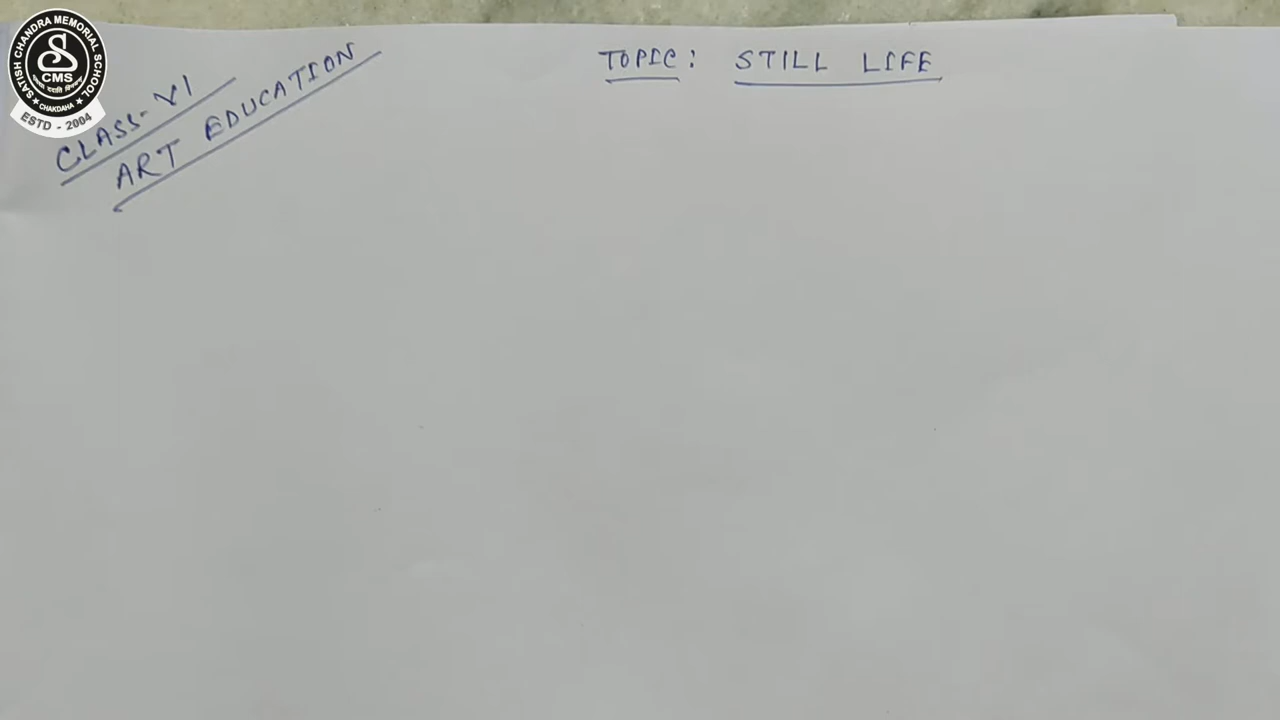 SATISH CHANDRA MEMORIAL SCHOOL
S
CMS
★ CHAKDAHA ★
ESTD - 2004
CLASS-VI
ART EDUCATION
TOPIC: STILL LIFE